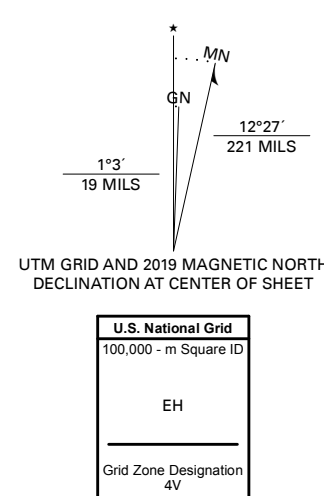 ★
MN
GN
12°27´
221 MILS
1°3´
19 MILS
UTM GRID AND 2019 MAGNETIC NORTH
DECLINATION AT CENTER OF SHEET
U.S. National Grid
100,000 - m Square ID
EH
Grid Zone Designation
4V